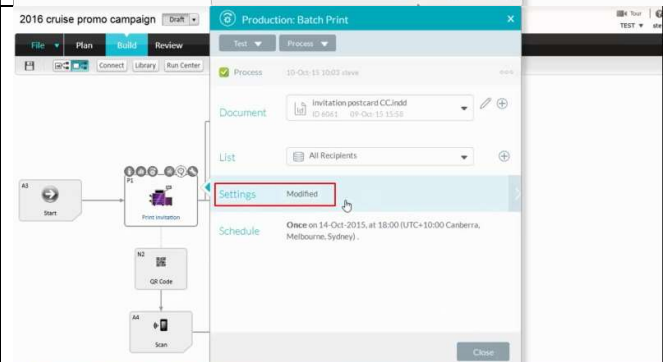 2016 cruise promo campaign Draft
File Plan Build Review
Connect Library Run Center
A3
Start
P1
Print Invitation
N2
QR Code
A4
Scan
Production: Batch Print
Test Process
Process 10-Oct-15 10:03 steve
Document Invitation postcard CC.indd
ID 6061 09-Oct-15 15:58
List All Recipients
Settings Modified
Schedule Once on 14-Oct-2015, at 18:00 (UTC+10:00 Canberra,
Melbourne, Sydney) .
Close
Tour
TEST